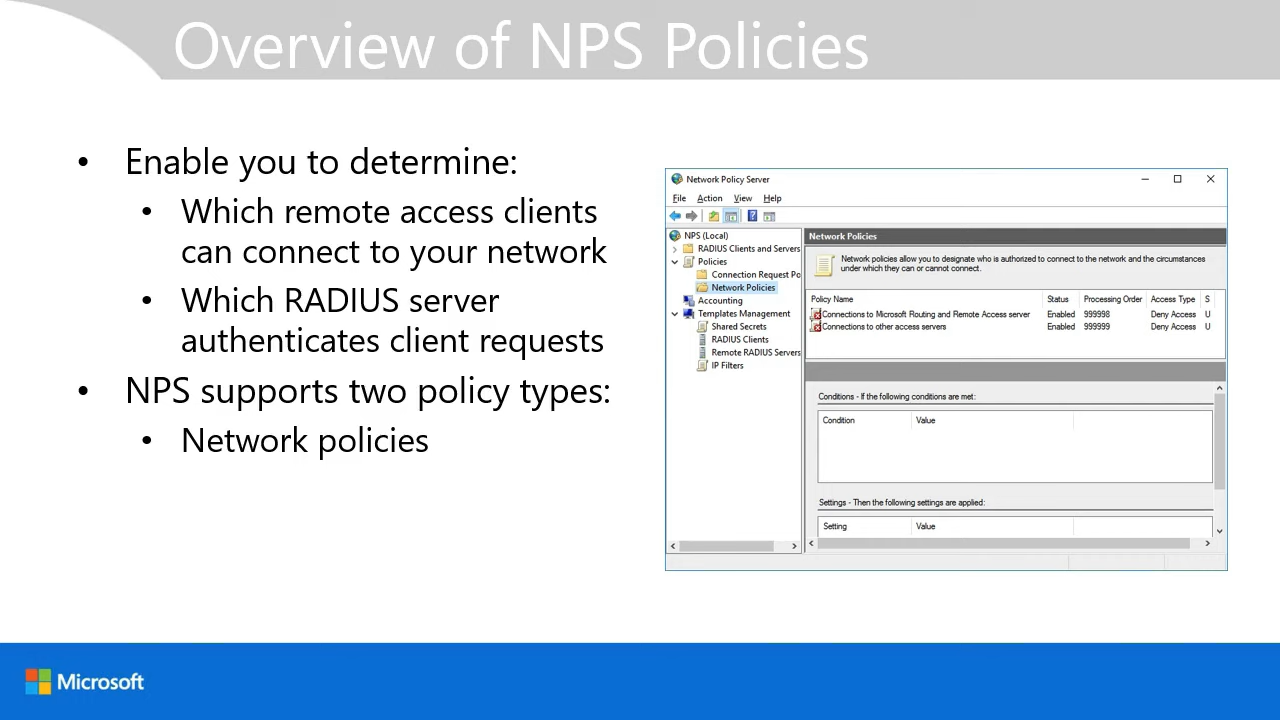 Overview of NPS Policies
• Enable you to determine:
• Which remote access clients
can connect to your network
• Which RADIUS server
authenticates client requests
• NPS supports two policy types:
• Network policies
Network Policy Server
File Action View Help
NPS (Local)
RADIUS Clients and Servers
Policies
Connection Request Po
Network Policies
Accounting
Templates Management
Shared Secrets
RADIUS Clients
Remote RADIUS Servers
IP Filters
Network Policies
Network policies allow you to designate who is authorized to connect to the network and the circumstances
under which they can or cannot connect.
Policy Name Status Processing Order Access Type S
Connections to Microsoft Routing and Remote Access server Enabled 999998 Deny Access U
Connections to other access servers Enabled 999999 Deny Access U
Conditions - If the following conditions are met:
Condition Value
Settings - Then the following settings are applied:
Setting Value
Microsoft